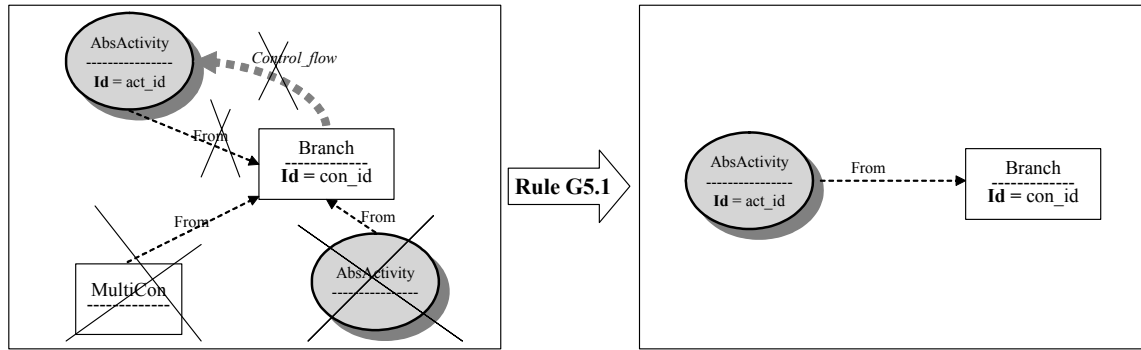 AbsActivity
----------------
Id = act_id
Control_flow
From
Branch
----------------
Id = con_id
From
From
MultiCon
----------------
AbsActivity
----------------
Rule G5.1
AbsActivity
----------------
Id = act_id
From
Branch
----------------
Id = con_id